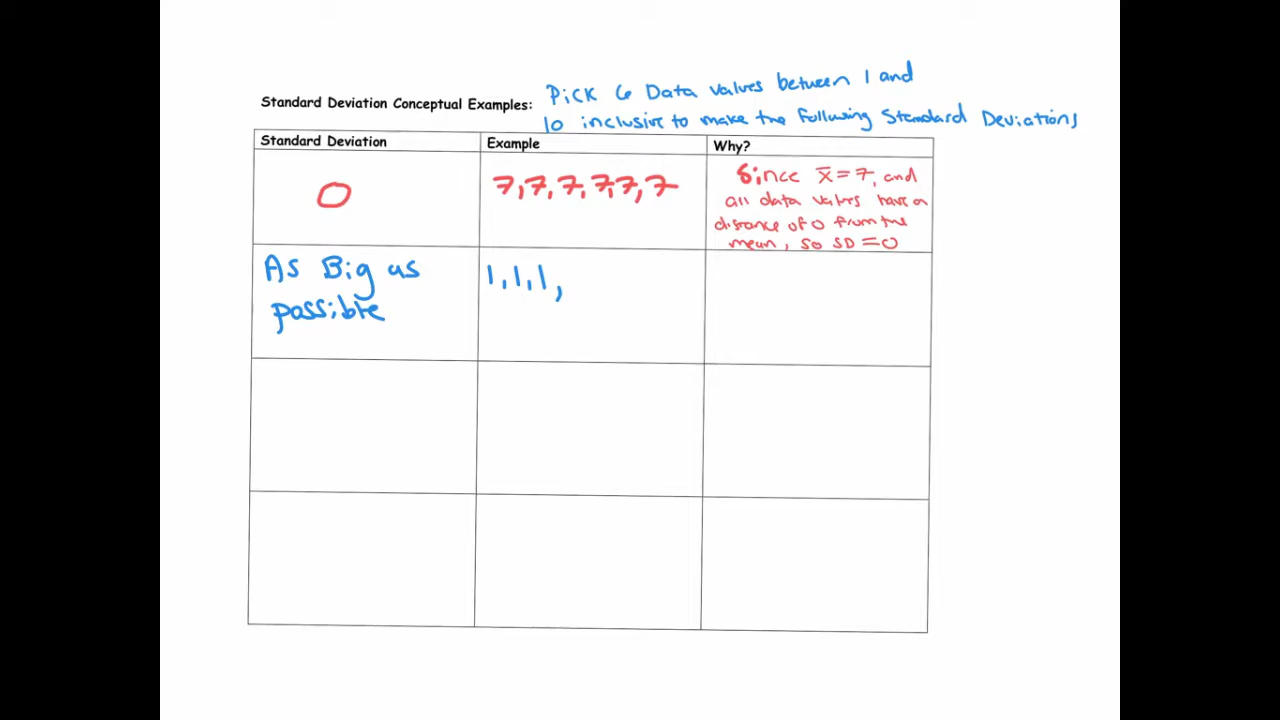 Standard Deviation Conceptual Examples: PiCK 6 Data values between 1 and
10 inclusive to make the following Standard Deviations
Standard Deviation Example Why?
0 7,7,7,7,7,7 Since x̄=7, and
all data values have a
distance of 0 from the
mean, so SD=0
As Big as
possible
1,1,1,